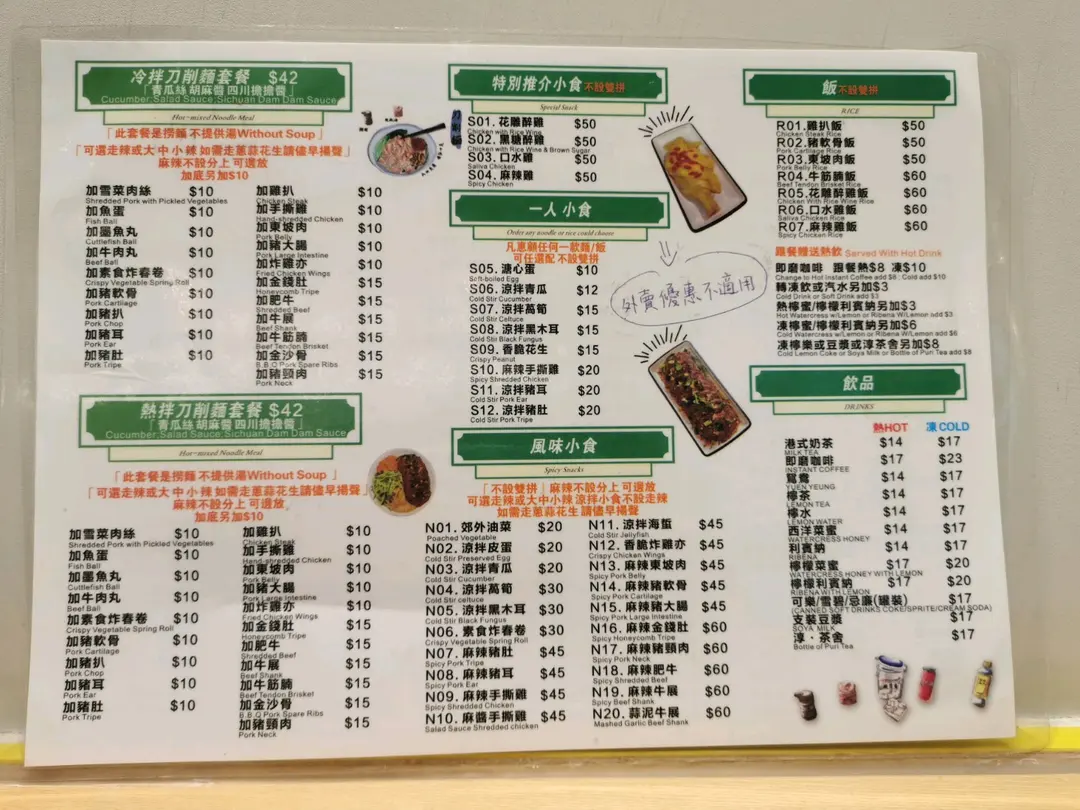 冷拌刀削麵套餐 $42
「青瓜絲 胡麻醬 四川擔擔醬」
Cucumber;Salad Sauce;Sichuan Dam Dam Sauce
Hot-mixed Noodle Meal
「此套餐是撈麵 不提供湯Without Soup 」
「可選走辣或大 中 小 辣 如需走蔥蒜花生請儘早揚聲」
麻辣不設分上 可選放
加底另加$10
加雪菜肉絲 $10
Shredded Pork with Pickled Vegetables
加魚蛋 $10
Fish Ball
加墨魚丸 $10
Cuttlefish Ball
加牛肉丸 $10
Beef Ball
加素食炸春卷 $10
Crispy Vegetable Spring Roll
加豬軟骨 $10
Pork Cartilage
加豬扒 $10
Pork Chop
加豬耳 $10
Pork Ear
加豬肚 $10
Pork Tripe
加雞扒 $10
Chicken Steak
加手撕雞 $10
Hand-shredded Chicken
加東坡肉 $10
Pork Belly
加豬大腸 $10
Pork Large Intestine
加炸雞亦 $10
Fried Chicken Wings
加金錢肚 $15
Honeycomb Tripe
加肥牛 $15
Shredded Beef
加牛展 $15
Beef Shank
加牛筋腩 $15
Beef Tendon Brisket
加金沙骨 $15
B.B.Q Pork Spare Ribs
加豬頸肉 $15
Pork Neck
熱拌刀削麵套餐 $42
「青瓜絲 胡麻醬 四川擔擔醬」
Cucumber;Salad Sauce;Sichuan Dam Dam Sauce
Hot-mixed Noodle Meal
「此套餐是撈麵 不提供湯Without Soup 」
「可選走辣或大 中 小 辣 如需走蔥蒜花生請儘早揚聲」
麻辣不設分上 可選放
加底另加$10
加雪菜肉絲 $10
Shredded Pork with Pickled Vegetables
加魚蛋 $10
Fish Ball
加墨魚丸 $10
Cuttlefish Ball
加牛肉丸 $10
Beef Ball
加素食炸春卷 $10
Crispy Vegetable Spring Roll
加豬軟骨 $10
Pork Cartilage
加豬扒 $10
Pork Chop
加豬耳 $10
Pork Ear
加豬肚 $10
Pork Tripe
加雞扒 $10
Chicken Steak
加手撕雞 $10
Hand-shredded Chicken
加東坡肉 $10
Pork Belly
加豬大腸 $10
Pork Large Intestine
加炸雞亦 $10
Fried Chicken Wings
加金錢肚 $15
Honeycomb Tripe
加肥牛 $15
Shredded Beef
加牛展 $15
Beef Shank
加牛筋腩 $15
Beef Tendon Brisket
加金沙骨 $15
B.B.Q Pork Spare Ribs
加豬頸肉 $15
Pork Neck
特別推介小食 不設雙拼
Special Snack
S01. 花雕醉雞 $50
Chicken with Rice Wine
S02. 黑糖醉雞 $50
Chicken with Rice Wine & Brown Sugar
S03. 口水雞 $50
Saliva Chicken
S04. 麻辣雞 $50
Spicy Chicken
一人 小食
Order any noodle or rice could choose
凡惠顧任何一款麵/飯
可任選配 不設雙拼
S05. 溏心蛋 $10
Soft-boiled Egg
S06. 涼拌青瓜 $12
Cold Stir Cucumber
S07. 涼拌萵筍 $15
Cold Stir Celtuce
S08. 涼拌黑木耳 $15
Cold Stir Black Fungus
S09. 香脆花生 $15
Crispy Peanut
S10. 麻辣手撕雞 $20
Spicy Shredded Chicken
S11. 涼拌豬耳 $20
Cold Stir Pork Ear
S12. 涼拌豬肚 $20
Cold Stir Pork Tripe
外賣優惠不適用
風味小食
Spicy Snacks
「不設雙拼」麻辣不設分上 可選放
可選走辣或大中小辣 涼拌小食不設走辣
如需走蔥蒜花生 請儘早揚聲
N01. 郊外油菜 $20
Poached Vegetable
N02. 涼拌皮蛋 $20
Cold Stir Preserved Egg
N03. 涼拌青瓜 $20
Cold Stir Cucumber
N04. 涼拌萵筍 $30
Cold Stir celtuce
N05. 涼拌黑木耳 $30
Cold Stir Black Fungus
N06. 素食炸春卷 $30
Crispy Vegetable Spring Roll
N07. 麻辣豬肚 $45
Spicy Pork Tripe
N08. 麻辣豬耳 $45
Spicy Pork Ear
N09. 麻辣手撕雞 $45
Spicy Shredded Chicken
N10. 麻醬手撕雞 $45
Salad Sauce Shredded chicken
N11. 涼拌海蜇 $45
Cold Stir Jellyfish
N12. 香脆炸雞亦 $45
Crispy Chicken Wings
N13. 麻辣東坡肉 $45
Spicy Pork Belly
N14. 麻辣豬軟骨 $45
Spicy Pork Cartilage
N15. 麻辣豬大腸 $45
Spicy Pork Large Intestine
N16. 麻辣金錢肚 $60
Spicy Honeycomb Tripe
N17. 麻辣豬頸肉 $60
Spicy Pork Neck
N18. 麻辣肥牛 $60
Spicy Shredded Beef
N19. 麻辣牛展 $60
Spicy Beef Shank
N20. 蒜泥牛展 $60
Mashed Garlic Beef Shank
飯 不設雙拼
RICE
R01. 雞扒飯 $50
Chicken Steak Rice
R02. 豬軟骨飯 $50
Pork Cartilage Rice
R03. 東坡肉飯 $50
Pork Belly Rice
R04. 牛筋腩飯 $60
Beef Tendon Brisket Rice
R05. 花雕醉雞飯 $60
Chicken With Rice Wine Rice
R06. 口水雞飯 $60
Saliva Chicken Rice
R07. 麻辣雞飯 $60
Spicy Chicken Rice
跟餐贈送熱飲 Served With Hot Drink
即磨咖啡 跟餐熱$8 凍$10
Change to Hot Instant Coffee add $8 ; Cold add $10
轉凍飲或汽水另加$3
Cold Drink or Soft Drink add $3
熱檸蜜/檸檬利賓納另加$3
Hot Watercress w/Lemon or Ribena W/Lemon add $3
凍檸蜜/檸檬利賓納另加$6
Cold Watercress w/Lemon or Ribena W/Lemon add $6
凍檸樂或豆漿或淳茶舍另加$8
Cold Lemon Coke or Soya Milk or Bottle of Puri Tea add $8
飲品
DRINKS
熱HOT 凍 COLD
港式奶茶 $14 $17
MILK TEA
即磨咖啡 $17 $23
INSTANT COFFEE
鴛鴦 $14 $17
YUEN YEUNG
檸茶 $14 $17
LEMON TEA
檸水 $14 $17
LEMON WATER
西洋菜蜜 $14 $17
WATERCRESS HONEY
利賓納 $14 $17
RIBENA
檸檬菜蜜 $17 $20
WATERCRESS HONEY WITH LEMON
檸檬利賓納 $17 $20
RIBENA WITH LEMON
可樂/雪碧/忌廉(罐裝) $17
(CANNED SOFT DRINKS COKE/SPRITE/CREAM SODA)
支裝豆漿 $17
SOYA MILK
淳．茶舍 $17
Bottle of Puri Tea